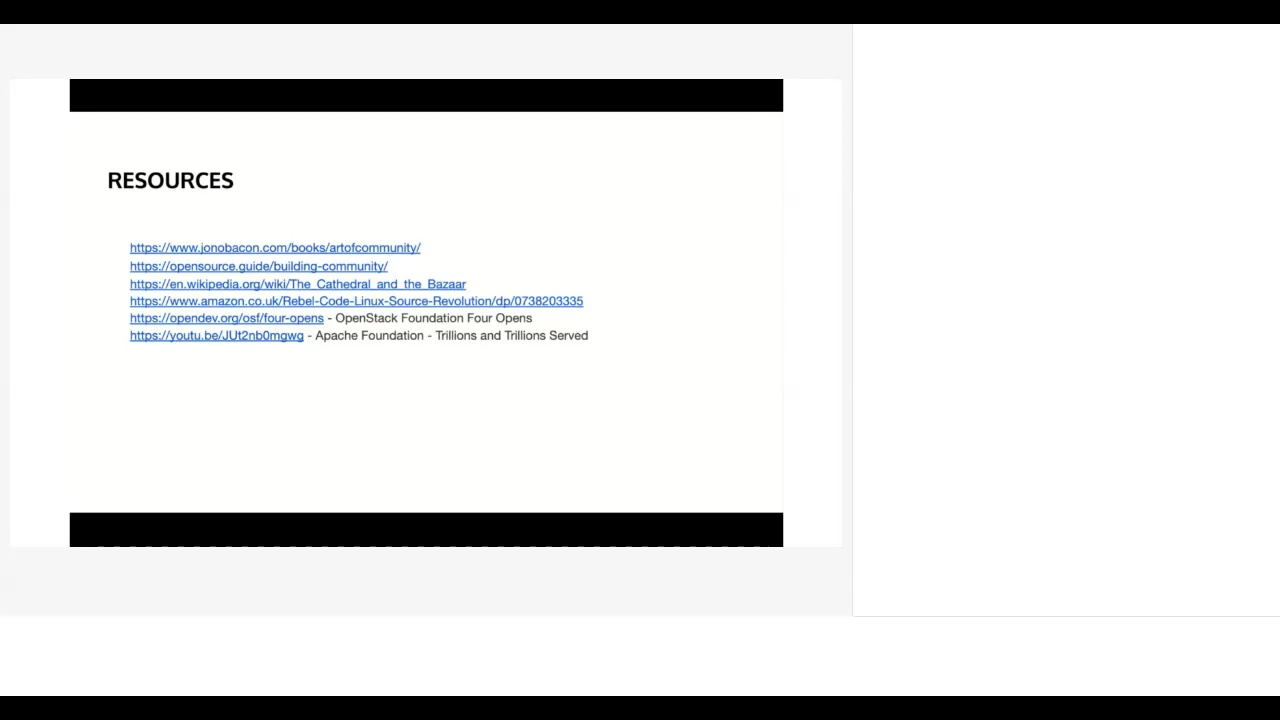 RESOURCES
https://www.jonobacon.com/books/artofcommunity/
https://opensource.guide/building-community/
https://en.wikipedia.org/wiki/The_Cathedral_and_the_Bazaar
https://www.amazon.co.uk/Rebel-Code-Linux-Source-Revolution/dp/0738203335
https://opendev.org/osf/four-opens - OpenStack Foundation Four Opens
https://youtu.be/JUt2nb0mgwg - Apache Foundation - Trillions and Trillions Served